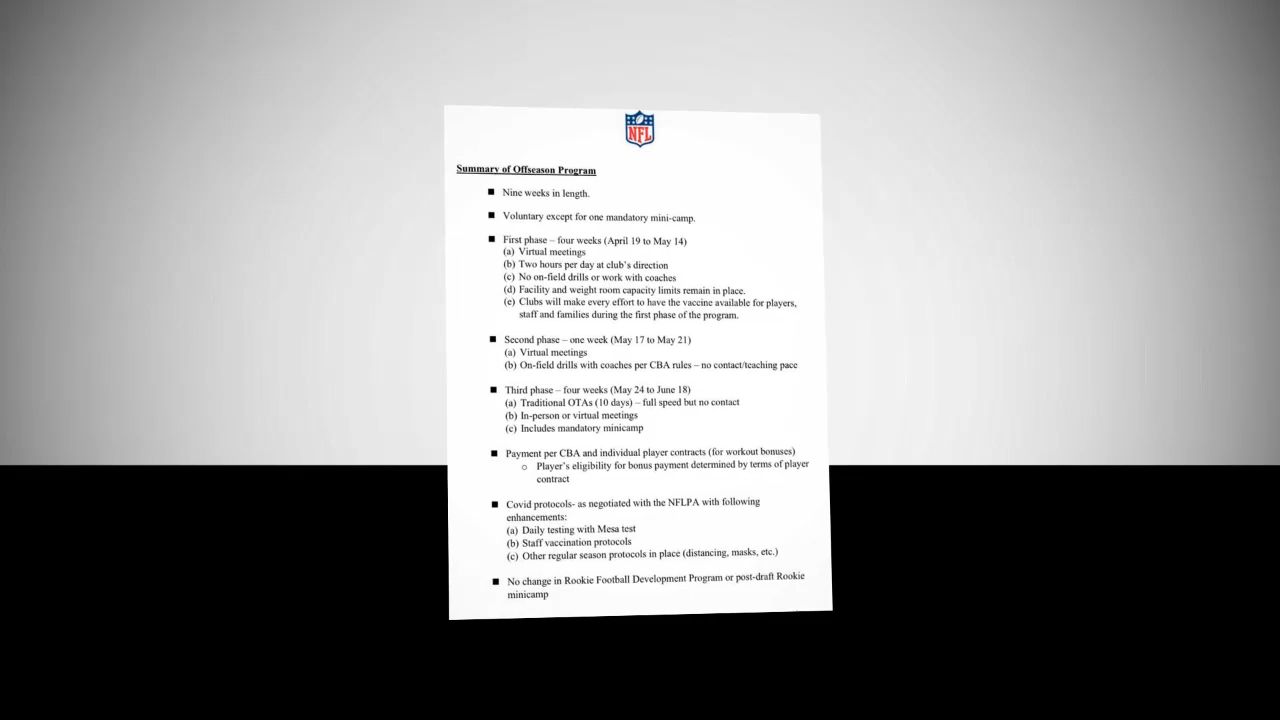 NFL
Summary of Offseason Program
■ Nine weeks in length.
■ Voluntary except for one mandatory mini-camp.
■ First phase – four weeks (April 19 to May 14)
(a) Virtual meetings
(b) Two hours per day at club's direction
(c) No on-field drills or work with coaches
(d) Facility and weight room capacity limits remain in place.
(e) Clubs will make every effort to have the vaccine available for players,
staff and families during the first phase of the program.
■ Second phase – one week (May 17 to May 21)
(a) Virtual meetings
(b) On-field drills with coaches per CBA rules – no contact/teaching pace
■ Third phase – four weeks (May 24 to June 18)
(a) Traditional OTAs (10 days) – full speed but no contact
(b) In-person or virtual meetings
(c) Includes mandatory minicamp
■ Payment per CBA and individual player contracts (for workout bonuses)
o Player's eligibility for bonus payment determined by terms of player
contract
■ Covid protocols- as negotiated with the NFLPA with following
enhancements:
(a) Daily testing with Mesa test
(b) Staff vaccination protocols
(c) Other regular season protocols in place (distancing, masks, etc.)
■ No change in Rookie Football Development Program or post-draft Rookie
minicamp